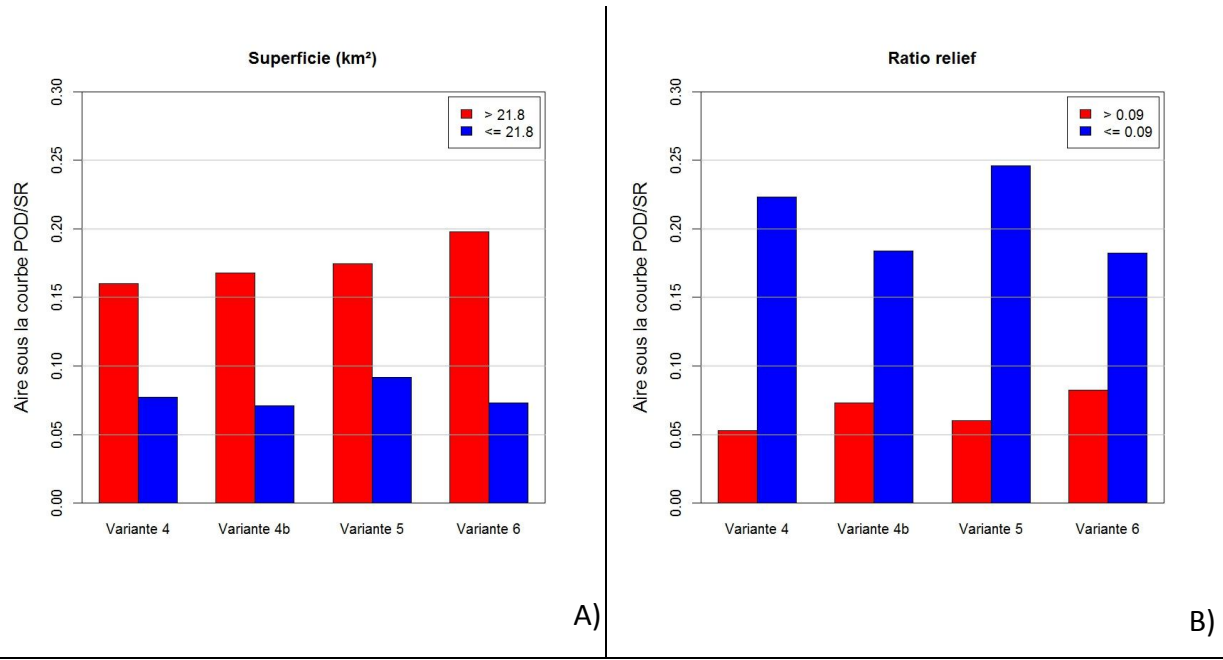 Superficie (km²)
Aire sous la courbe POD/SR
0.30
0.25
0.20
0.15
0.10
0.05
0.00
> 21.8
<= 21.8
Variante 4 Variante 4b Variante 5 Variante 6
A)
Ratio relief
Aire sous la courbe POD/SR
0.30
0.25
0.20
0.15
0.10
0.05
0.00
> 0.09
<= 0.09
Variante 4 Variante 4b Variante 5 Variante 6
B)